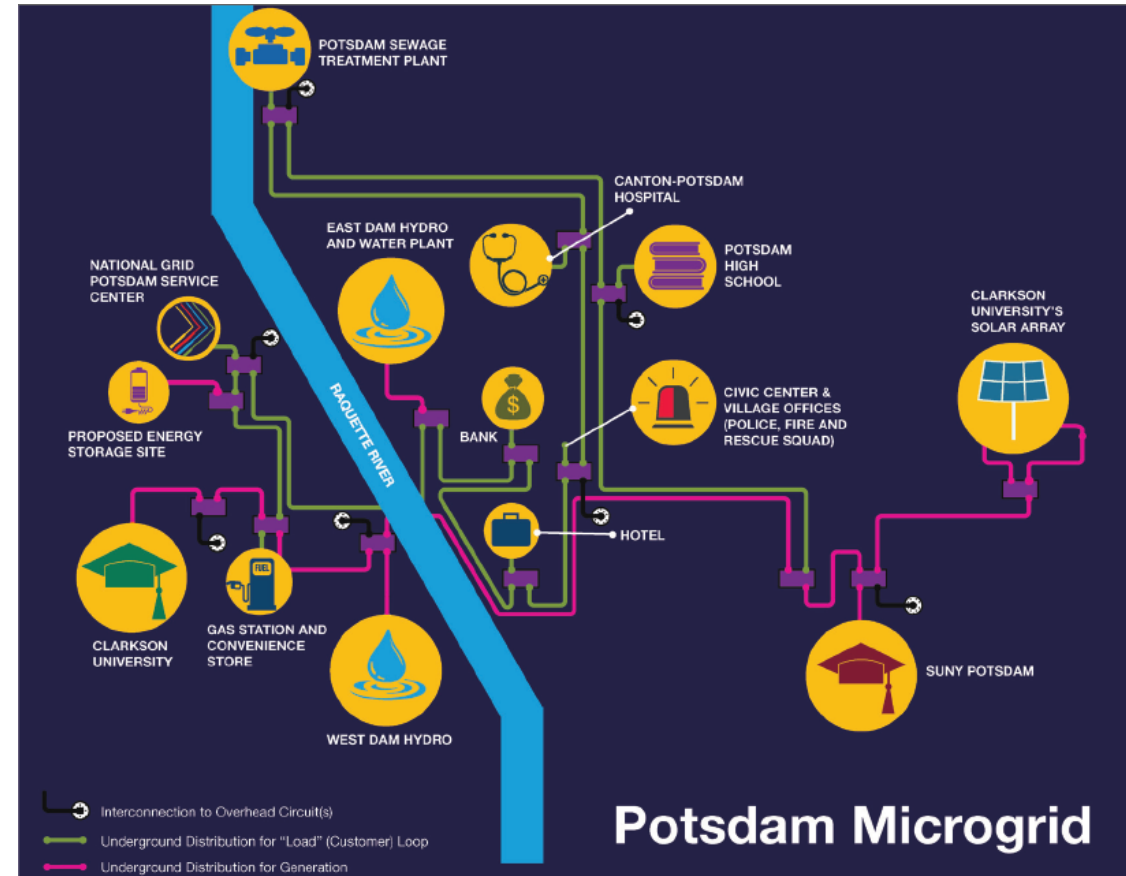 POTSDAM SEWAGE
TREATMENT PLANT
CANTON-POTSDAM
HOSPITAL
EAST DAM HYDRO
AND WATER PLANT
POTSDAM
HIGH
SCHOOL
NATIONAL GRID
POTSDAM SERVICE
CENTER
CLARKSON
UNIVERSITY'S
SOLAR ARRAY
RAQUETTE RIVER
$
BANK
CIVIC CENTER &
VILLAGE OFFICES
(POLICE, FIRE AND
RESCUE SQUAD)
PROPOSED ENERGY
STORAGE SITE
HOTEL
FUEL
CLARKSON
UNIVERSITY
GAS STATION AND
CONVENIENCE
STORE
SUNY POTSDAM
WEST DAM HYDRO
Interconnection to Overhead Circuit(s)
Underground Distribution for "Load" (Customer) Loop
Underground Distribution for Generation
Potsdam Microgrid